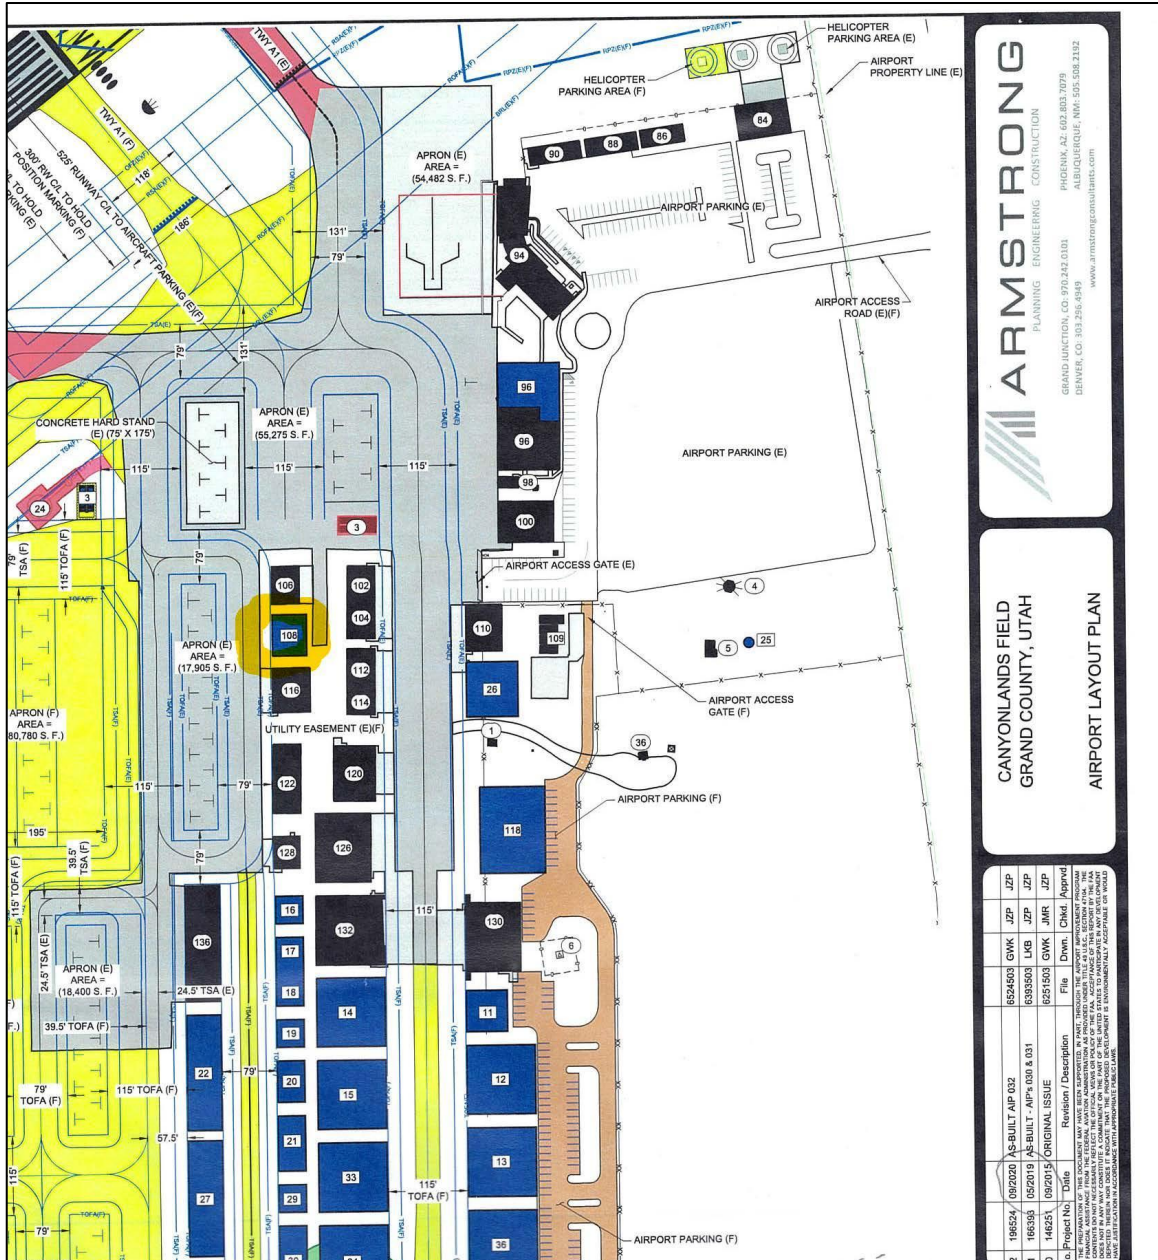 HELICOPTER
PARKING AREA (E)
AIRPORT
PROPERTY LINE (E)
HELICOPTER
PARKING AREA (F)
TWY A1 (E)
TWY A1 (F)
RPZ(E)(F)
RPZ(E)(F)
RPZ(E)(F)
BRL(E)(F)
84
86
88
90
APRON (E)
AREA =
(54,482 S. F.)
118'
186'
525' RUNWAY C/L TO AIRCRAFT PARKING (E)(F)
300' RW C/L TO HOLD
POSITION MARKING (F)
AIRPORT PARKING (E)
131'
79'
94
AIRPORT ACCESS
ROAD (E)(F)
79'
131'
96
CONCRETE HARD STAND
(E) (75' X 175')
APRON (E)
AREA =
(55,275 S. F.)
96
AIRPORT PARKING (E)
115'
115'
115'
98
24
3
3
100
79'
TSA (F)
115' TOFA (F)
79'
AIRPORT ACCESS GATE (E)
106
102
4
108
104
110
109
5
25
APRON (E)
AREA =
(17,905 S. F.)
112
116
114
26
APRON (F)
AREA =
80,780 S. F.)
AIRPORT ACCESS
GATE (F)
UTILITY EASEMENT (E)(F)
1
36
122
120
115'
79'
AIRPORT PARKING (F)
118
195'
126
128
79'
39.5'
TSA (F)
115' TOFA (F)
16
115'
130
136
132
17
6
24.5' TSA (E)
APRON (E)
AREA =
(18,400 S. F.)
24.5' TSA (E)
18
14
11
39.5' TOFA (F)
19
22
12
79'
79'
TOFA (F)
115' TOFA (F)
20
15
57.5'
21
13
115'
27
33
115'
TOFA (F)
29
79'
36
AIRPORT PARKING (F)
ARMSTRONG
PLANNING ENGINEERING CONSTRUCTION
GRAND JUNCTION, CO: 970.242.0101 PHOENIX, AZ: 602.803.7079
DENVER, CO: 303.296.4949 ALBUQUERQUE, NM: 505.508.2192
www.armstrongconsultants.com
CANYONLANDS FIELD
GRAND COUNTY, UTAH
AIRPORT LAYOUT PLAN
2 196524 09/2020 AS-BUILT AIP 032 6524503 GWK JZP JZP
1 166393 05/2019 AS-BUILT - AIP's 030 & 031 6393503 LKB JZP JZP
146251 09/2015 ORIGINAL ISSUE 6251503 GWK JMR JZP
Project No. Date Revision / Description File Drwn. Chkd. Apprvd.